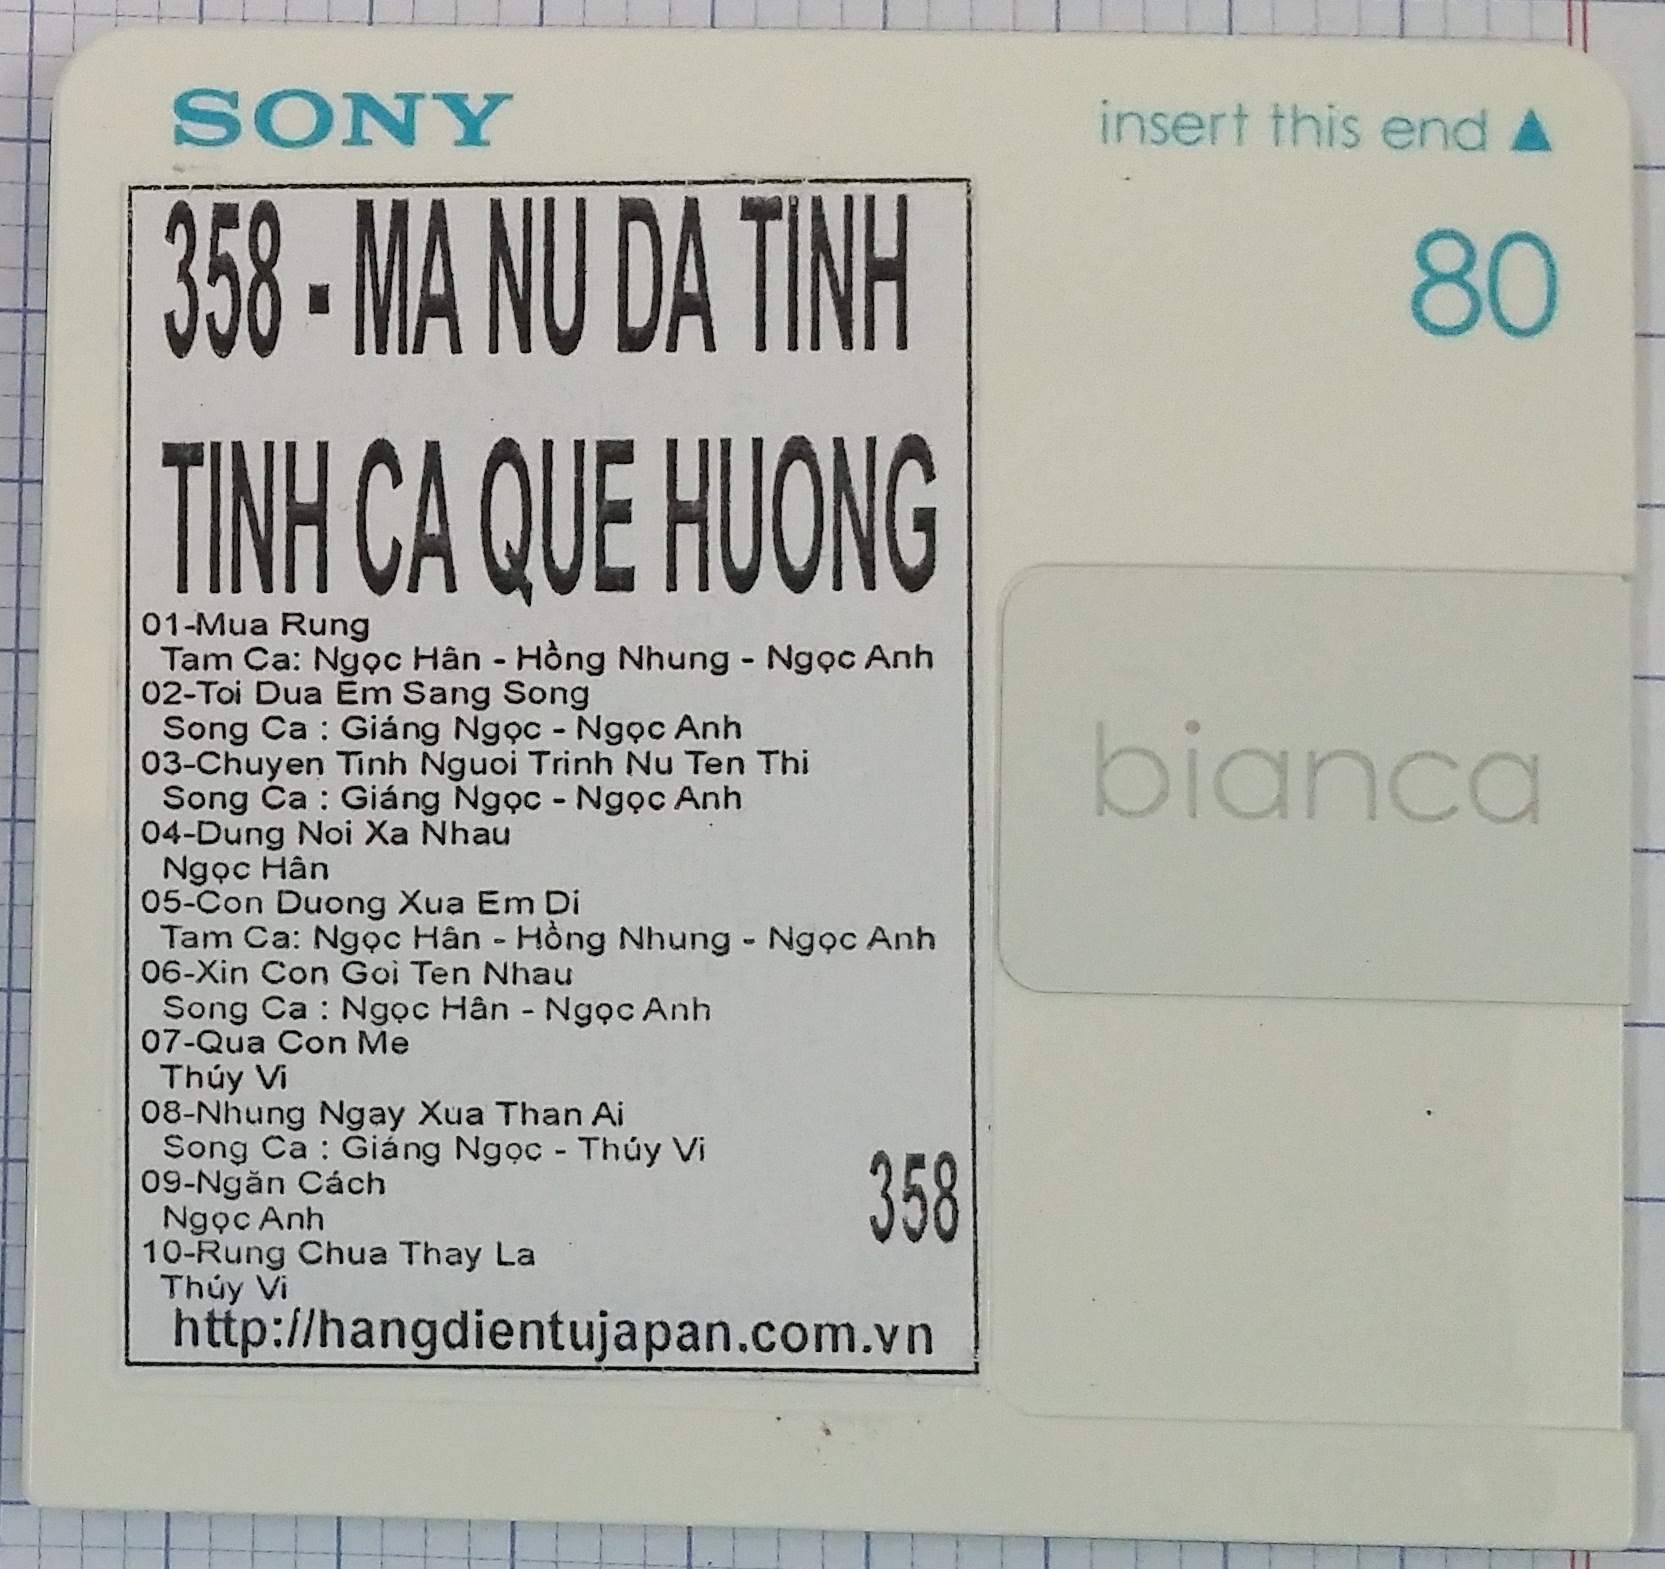 SONY
insert this end ▲
80
358 - MA NU DA TINH
TINH CA QUE HUONG
01-Mua Rung
Tam Ca: Ngọc Hân - Hồng Nhung - Ngọc Anh
02-Toi Dua Em Sang Song
Song Ca : Giáng Ngọc - Ngọc Anh
03-Chuyen Tinh Nguoi Trinh Nu Ten Thi
Song Ca : Giáng Ngọc - Ngọc Anh
04-Dung Noi Xa Nhau
Ngọc Hân
05-Con Duong Xua Em Di
Tam Ca: Ngọc Hân - Hồng Nhung - Ngọc Anh
06-Xin Con Goi Ten Nhau
Song Ca : Ngọc Hân - Ngọc Anh
07-Qua Con Me
Thúy Vi
08-Nhung Ngay Xua Than Ai
Song Ca : Giáng Ngọc - Thúy Vi
09-Ngăn Cách
Ngọc Anh
10-Rung Chua Thay La
Thúy Vi
358
http://hangdientujapan.com.vn
bianca